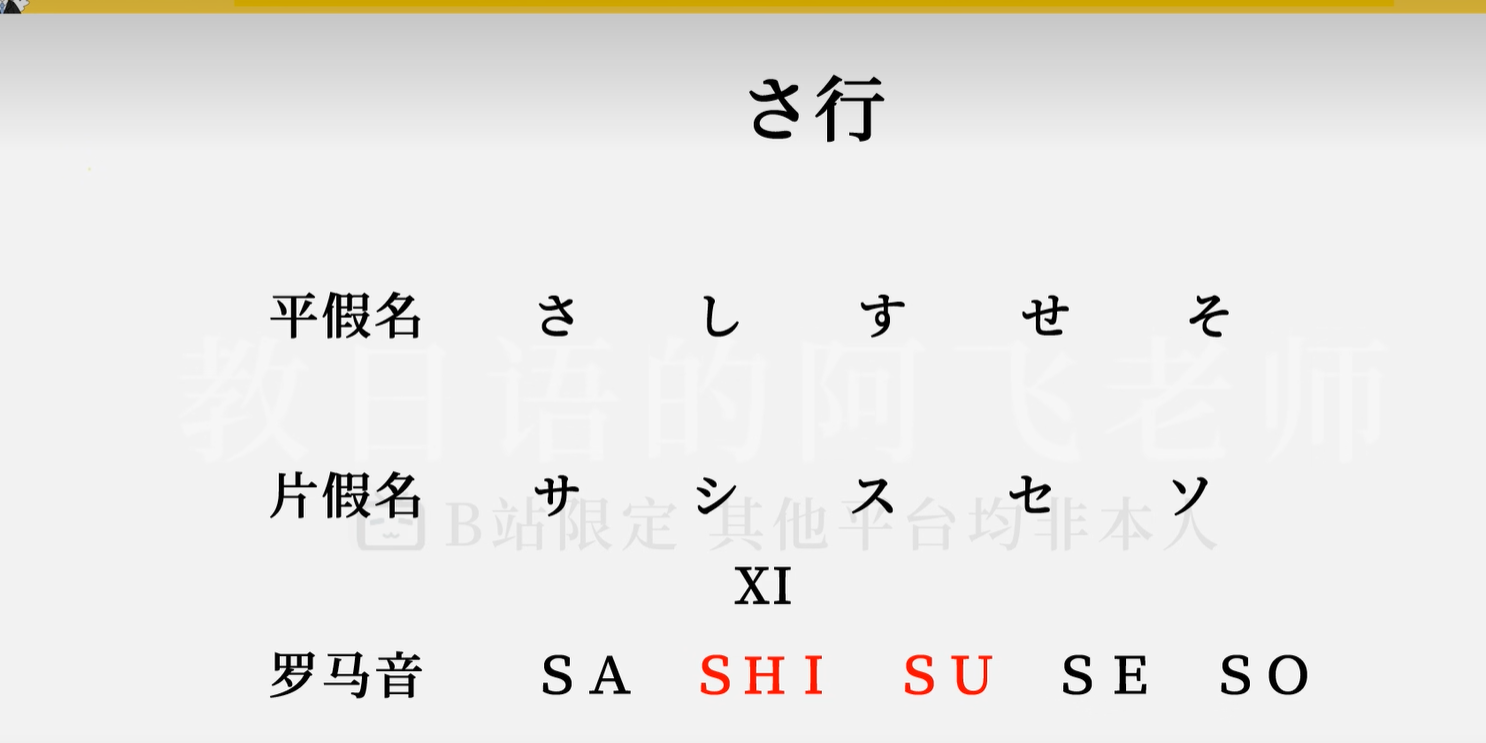 さ行
平假名 さ し す せ そ
教日语的阿飞老师
片假名 サ シ ス セ ソ
B站限定 其他平台均非本人
XI
罗马音 SA SHI SU SE SO